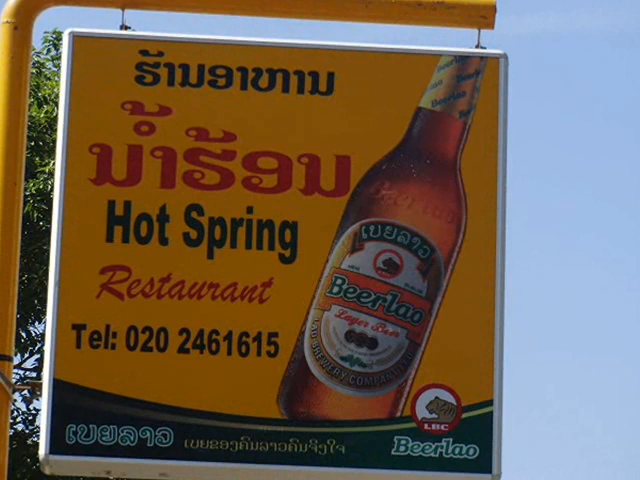 ຮ້ານອາຫານ
ນ້ຳຮ້ອນ
Hot Spring
Restaurant
Tel: 020 2461615
Beerlao
ເບຍລາວ
Beerlao
Lager Beer
LAO BREWERY COMPANY
LBC
ເບຍລາວ ເບຍຂອງຄົນລາວຄົນຈິງໃຈ
Beerlao